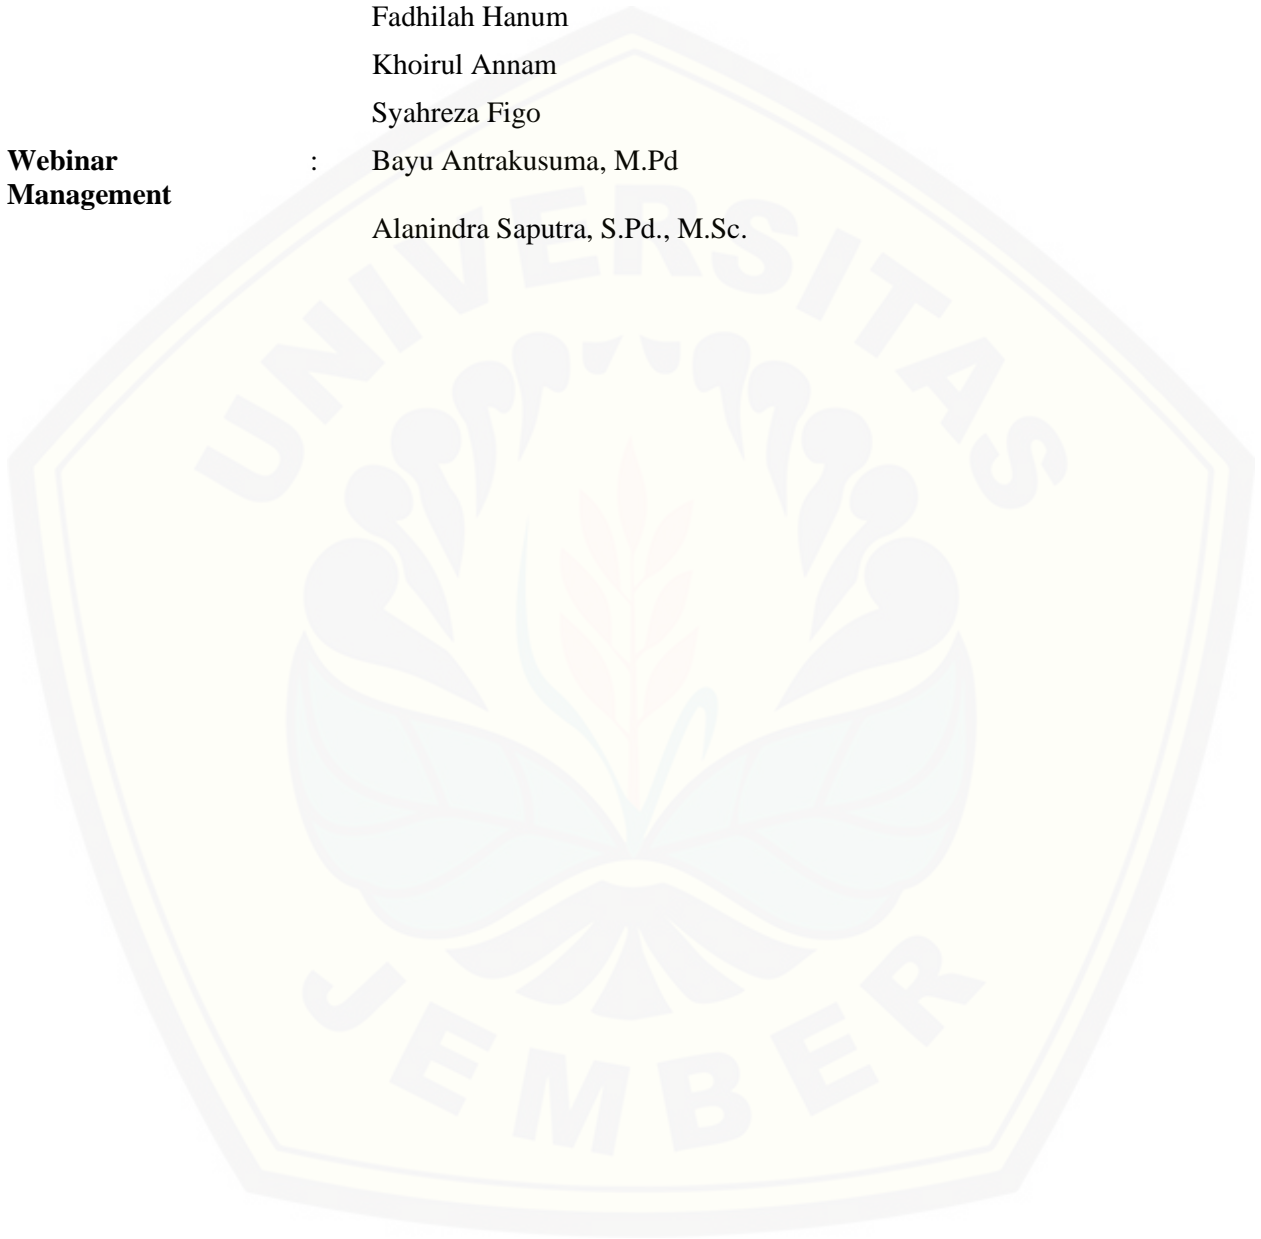 Fadhilah Hanum
Khoirul Annam
Syahreza Figo
Webinar Management : Bayu Antrakusuma, M.Pd
Alanindra Saputra, S.Pd., M.Sc.
UNIVERSITAS
JEMBER